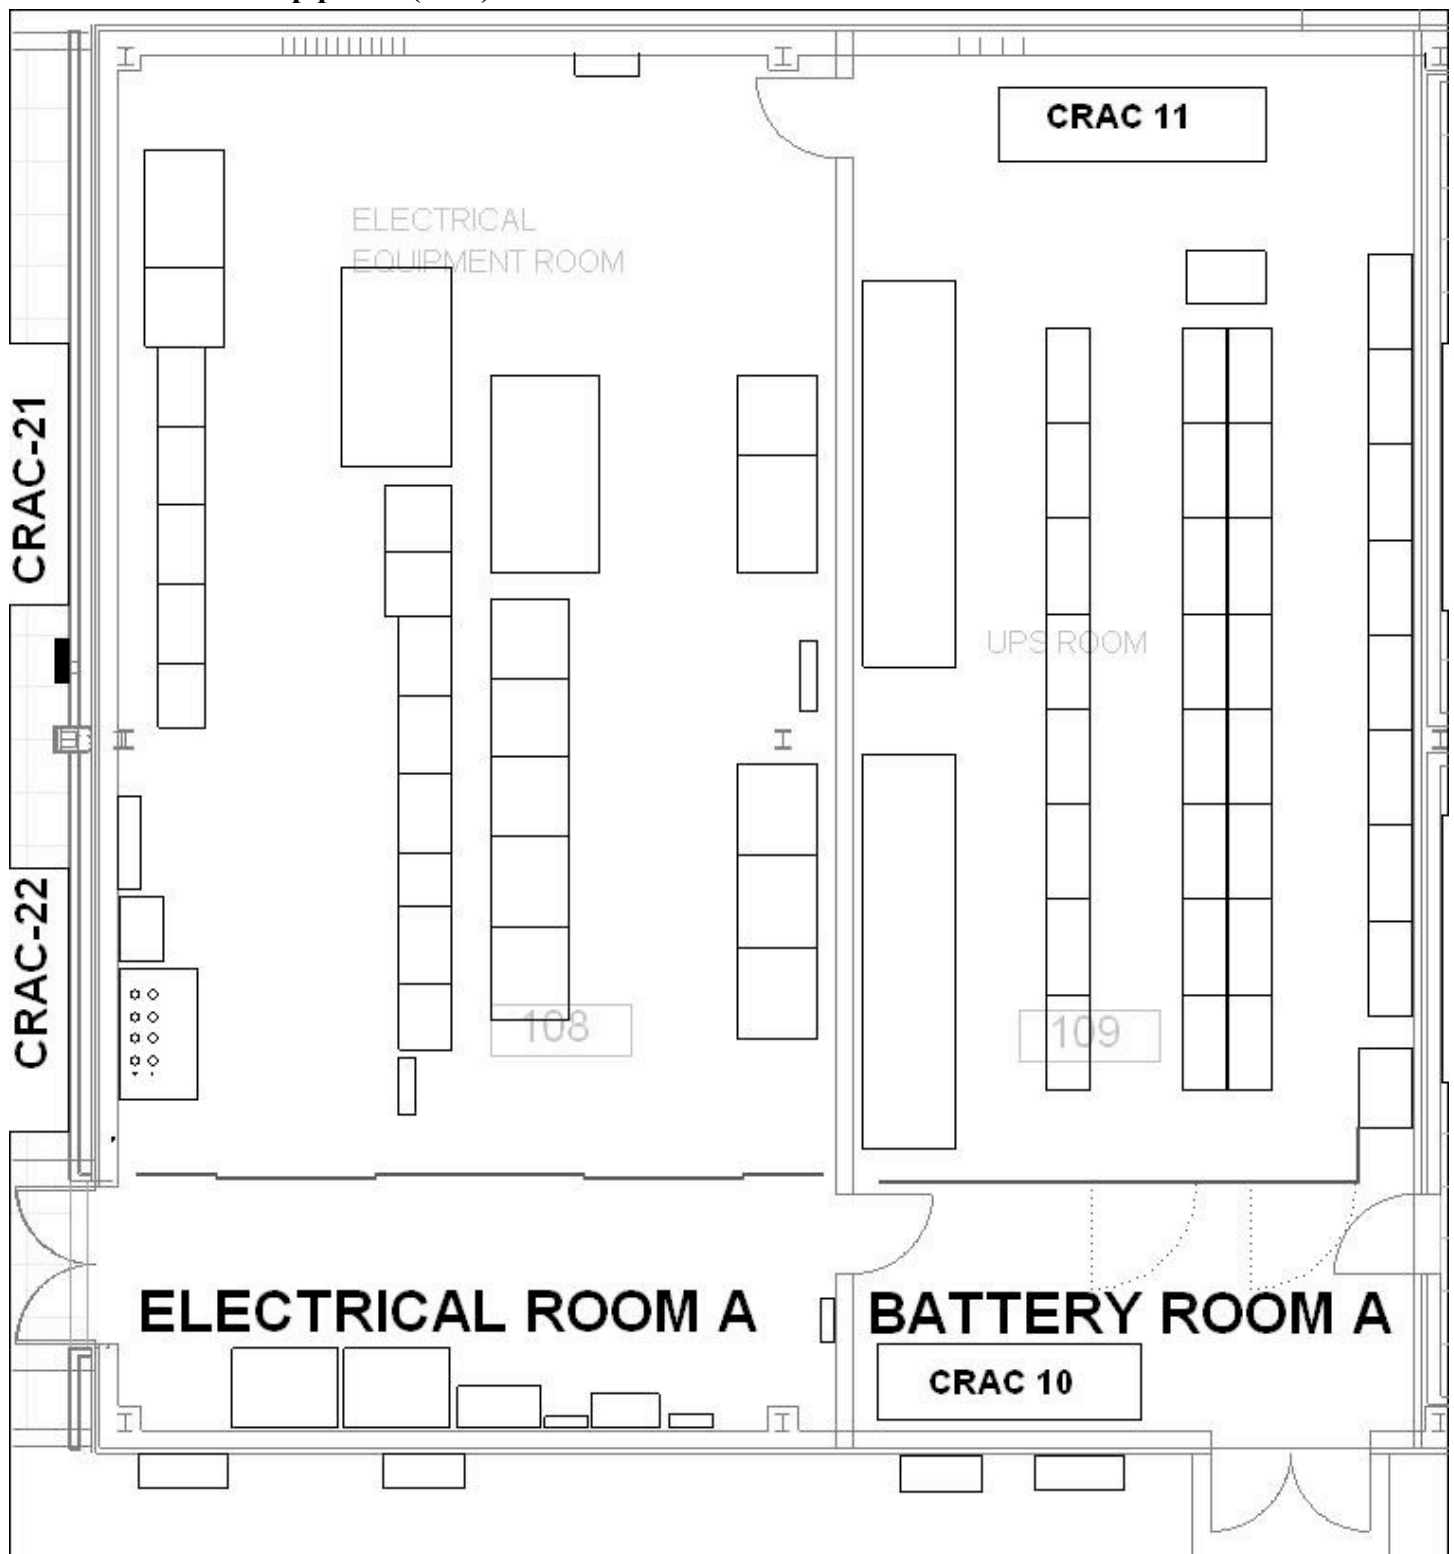 CRAC 11
ELECTRICAL
EQUIPMENT ROOM
CRAC-21
UPS ROOM
CRAC-22
108
109
ELECTRICAL ROOM A
BATTERY ROOM A
CRAC 10